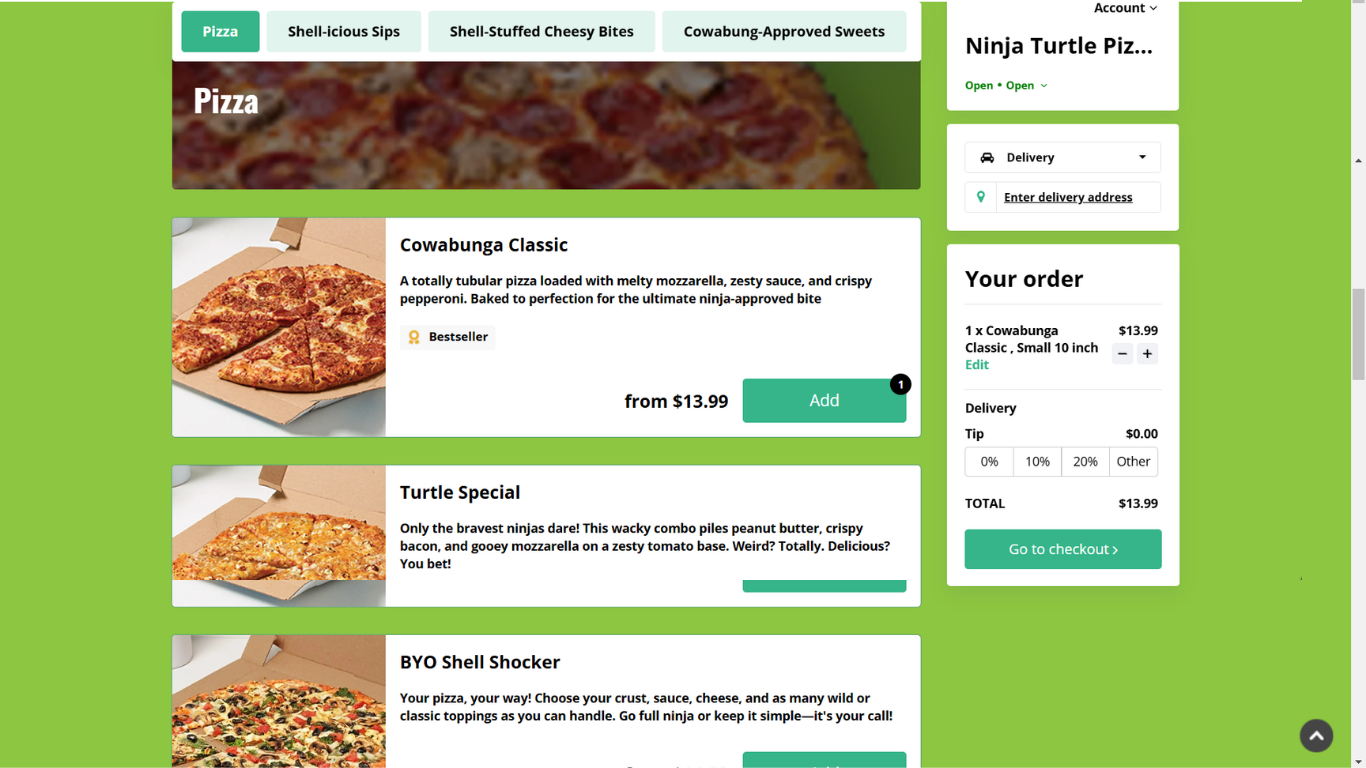 Pizza
Shell-icious Sips
Shell-Stuffed Cheesy Bites
Cowabung-Approved Sweets
Pizza
Cowabunga Classic
A totally tubular pizza loaded with melty mozzarella, zesty sauce, and crispy
pepperoni. Baked to perfection for the ultimate ninja-approved bite
Bestseller
from $13.99
Add
1
Turtle Special
Only the bravest ninjas dare! This wacky combo piles peanut butter, crispy
bacon, and gooey mozzarella on a zesty tomato base. Weird? Totally. Delicious?
You bet!
BYO Shell Shocker
Your pizza, your way! Choose your crust, sauce, cheese, and as many wild or
classic toppings as you can handle. Go full ninja or keep it simple—it's your call!
Account
Ninja Turtle Piz...
Open • Open
Delivery
Enter delivery address
Your order
1 x Cowabunga $13.99
Classic , Small 10 inch − +
Edit
Delivery
Tip $0.00
0% 10% 20% Other
TOTAL $13.99
Go to checkout ›